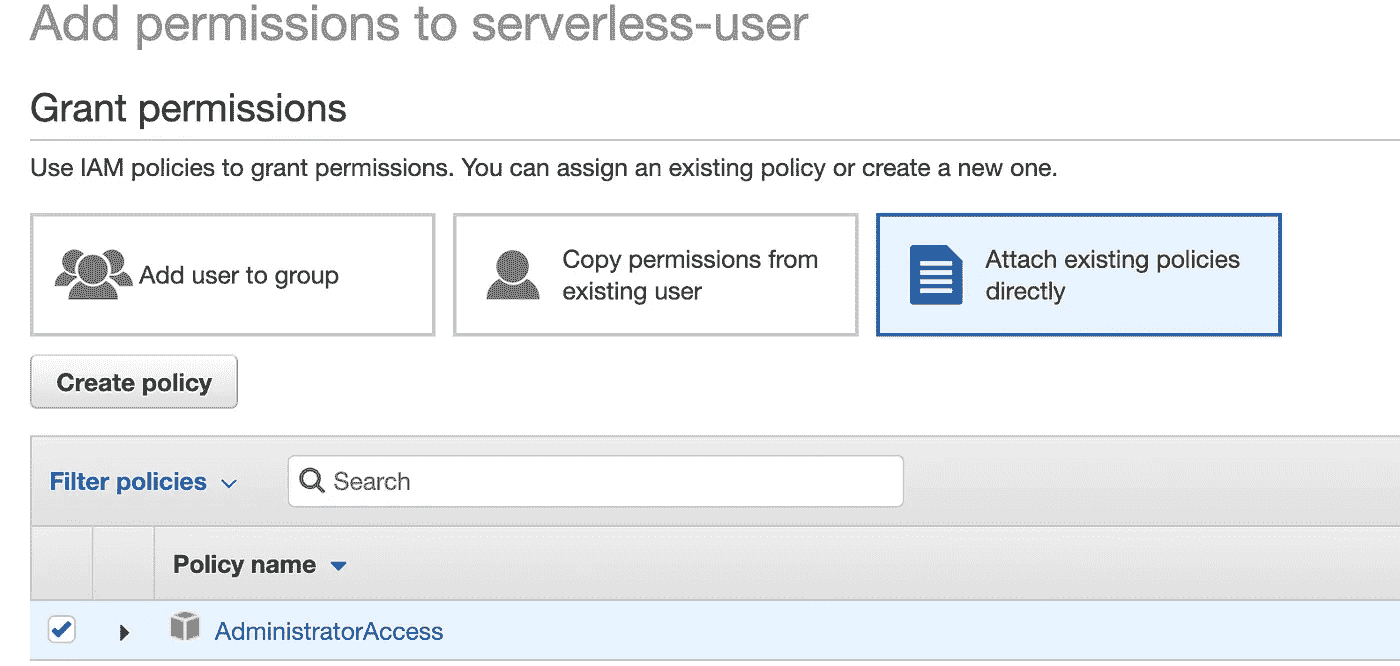 Add permissions to serverless-user
Grant permissions
Use IAM policies to grant permissions. You can assign an existing policy or create a new one.
Add user to group
Copy permissions from
existing user
Attach existing policies
directly
Create policy
Filter policies
Search
Policy name
AdministratorAccess